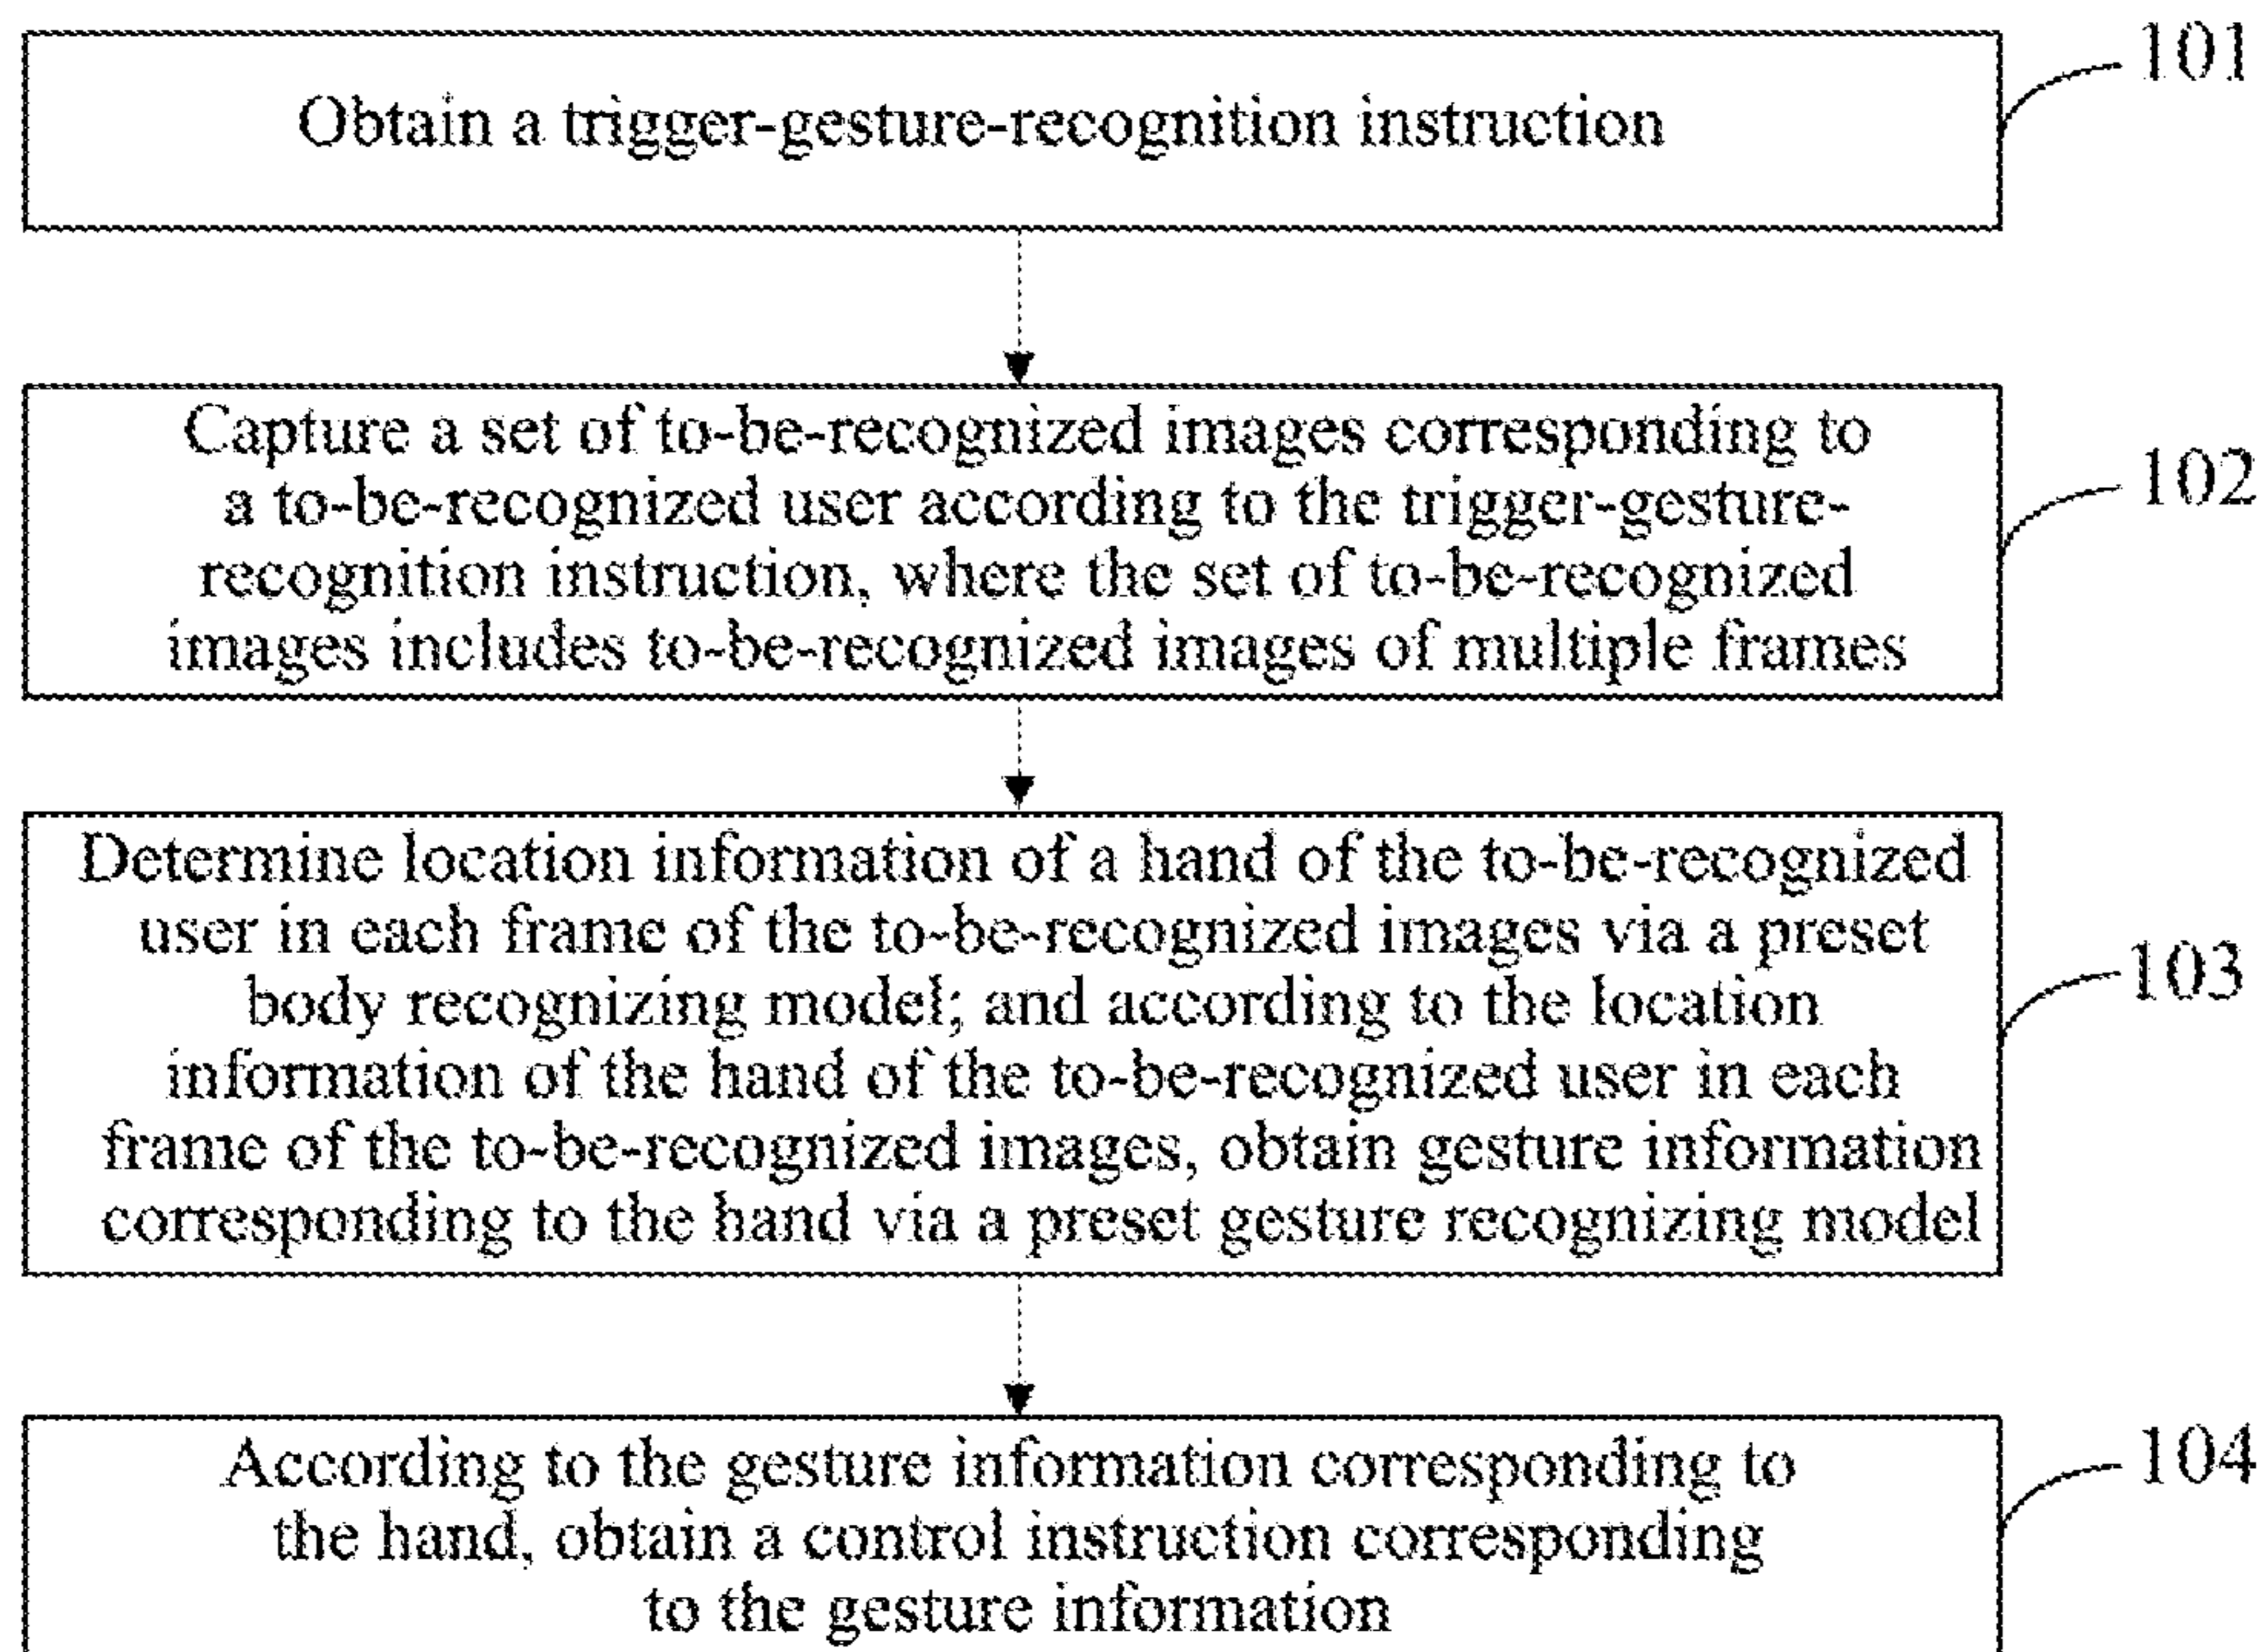 Obtain a trigger-gesture-recognition instruction
101
Capture a set of to-be-recognized images corresponding to
a to-be-recognized user according to the trigger-gesture-
recognition instruction, where the set of to-be-recognized
images includes to-be-recognized images of multiple frames
102
Determine location information of a hand of the to-be-recognized
user in each frame of the to-be-recognized images via a preset
body recognizing model; and according to the location
information of the hand of the to-be-recognized user in each
frame of the to-be-recognized images, obtain gesture information
corresponding to the hand via a preset gesture recognizing model
103
According to the gesture information corresponding to
the hand, obtain a control instruction corresponding
to the gesture information
104